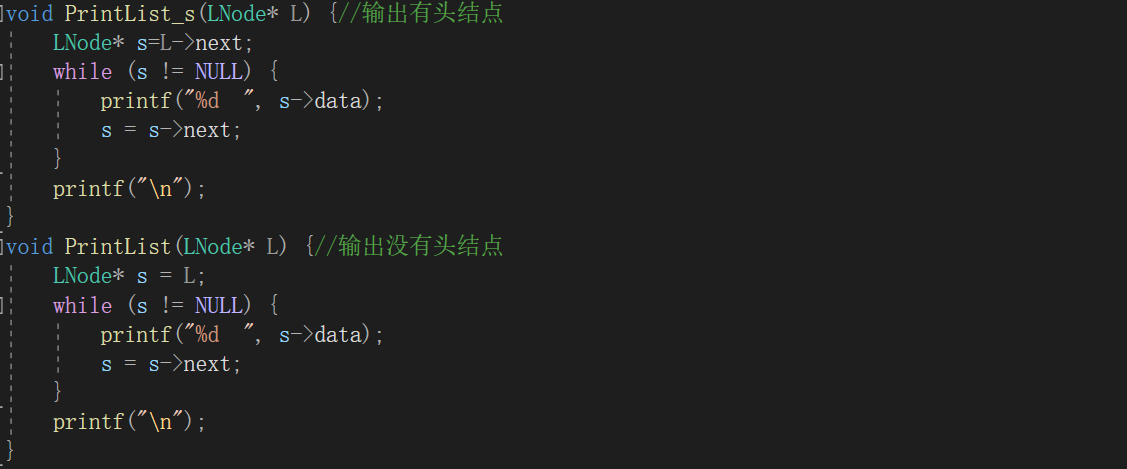 void PrintList_s(LNode* L) {//输出有头结点
    LNode* s=L->next;
    while (s != NULL) {
        printf("%d  ", s->data);
        s = s->next;
    }
    printf("\n");
}
void PrintList(LNode* L) {//输出没有头结点
    LNode* s = L;
    while (s != NULL) {
        printf("%d  ", s->data);
        s = s->next;
    }
    printf("\n");
}